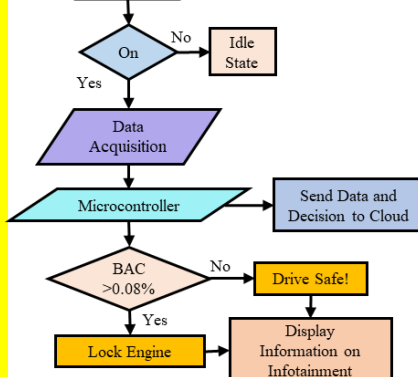 On
No
Idle
State
Yes
Data
Acquisition
Microcontroller
Send Data and
Decision to Cloud
BAC
>0.08%
No
Drive Safe!
Yes
Lock Engine
Display
Information on
Infotainment